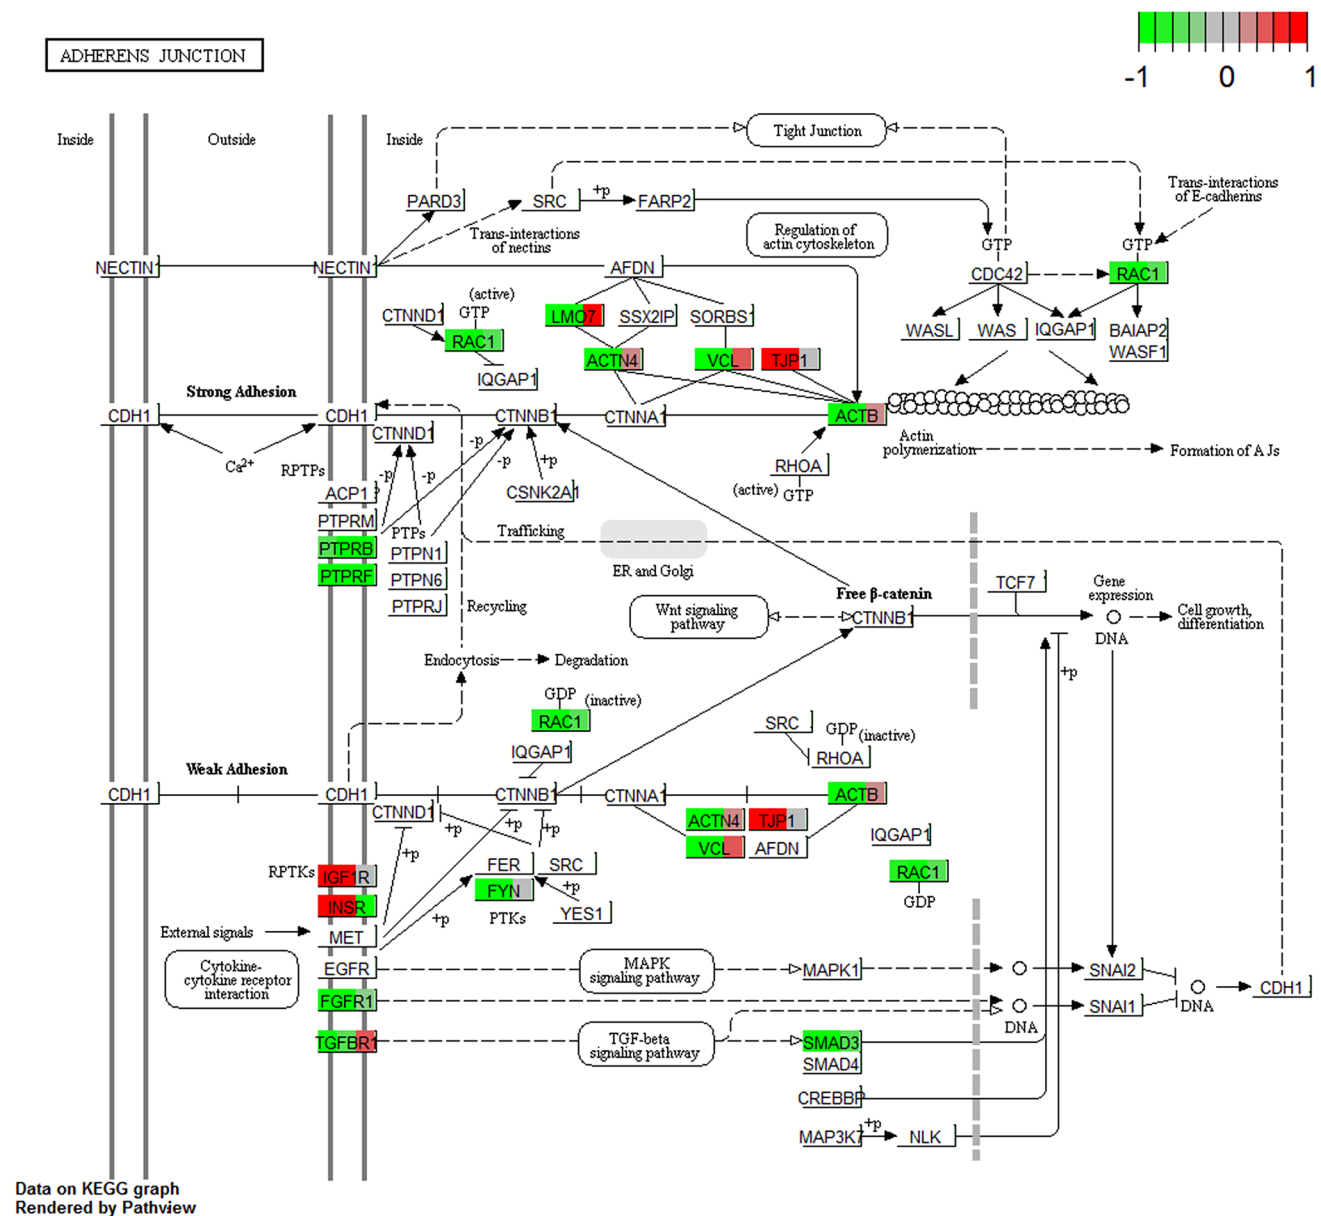 ADHERENS JUNCTION
-1 0 1
Inside
Outside
Inside
Tight Junction
PARD3
SRC
+p
FARP2
Trans-interactions
of E-cadherins
Trans-interactions
of nectins
Regulation of
actin cytoskeleton
GTP
GTP
NECTIN1
NECTIN1
AFDN
CDC42
RAC1
(active)
GTP
CTNND1
RAC1
IQGAP1
LMO7
SSX2IP
SORBS1
WASL
WAS
IQGAP1
BAIAP2
WASF1
ACTN4
VCL
TJP1
Strong Adhesion
CDH1
CDH1
CTNNB1
CTNNA1
ACTB
CTNND1
-p
-p
+p
-p
-p
Ca2+
RPTPs
CSNK2A1
RHOA
(active)
GTP
Actin
polymerization
Formation of AJs
ACP1
PTPRM
PTPRB
PTPRF
PTPs
PTPN1
PTPN6
PTPRJ
Trafficking
ER and Golgi
Recycling
Wnt signaling
pathway
Free β-catenin
CTNNB1
TCF7
Gene
expression
DNA
Cell growth,
differentiation
+p
Endocytosis
Degradation
GDP
(inactive)
RAC1
IQGAP1
SRC
GDP
(inactive)
RHOA
Weak Adhesion
CDH1
CDH1
CTNNB1
CTNNA1
ACTB
CTNND1
+p
+p
+p
+p
ACTN4
TJP1
VCL
AFDN
IQGAP1
RAC1
GDP
RPTKs
IGF1R
INSR
MET
EGFR
FGFR1
TGFBR1
FER
SRC
FYN
PTKs
+p
YES1
+p
External signals
Cytokine-
cytokine receptor
interaction
MAPK
signaling pathway
MAPK1
SNAI2
SNAI1
DNA
DNA
CDH1
TGF-beta
signaling pathway
SMAD3
SMAD4
CREBBP
MAP3K7
+p
NLK
Data on KEGG graph
Rendered by Pathview